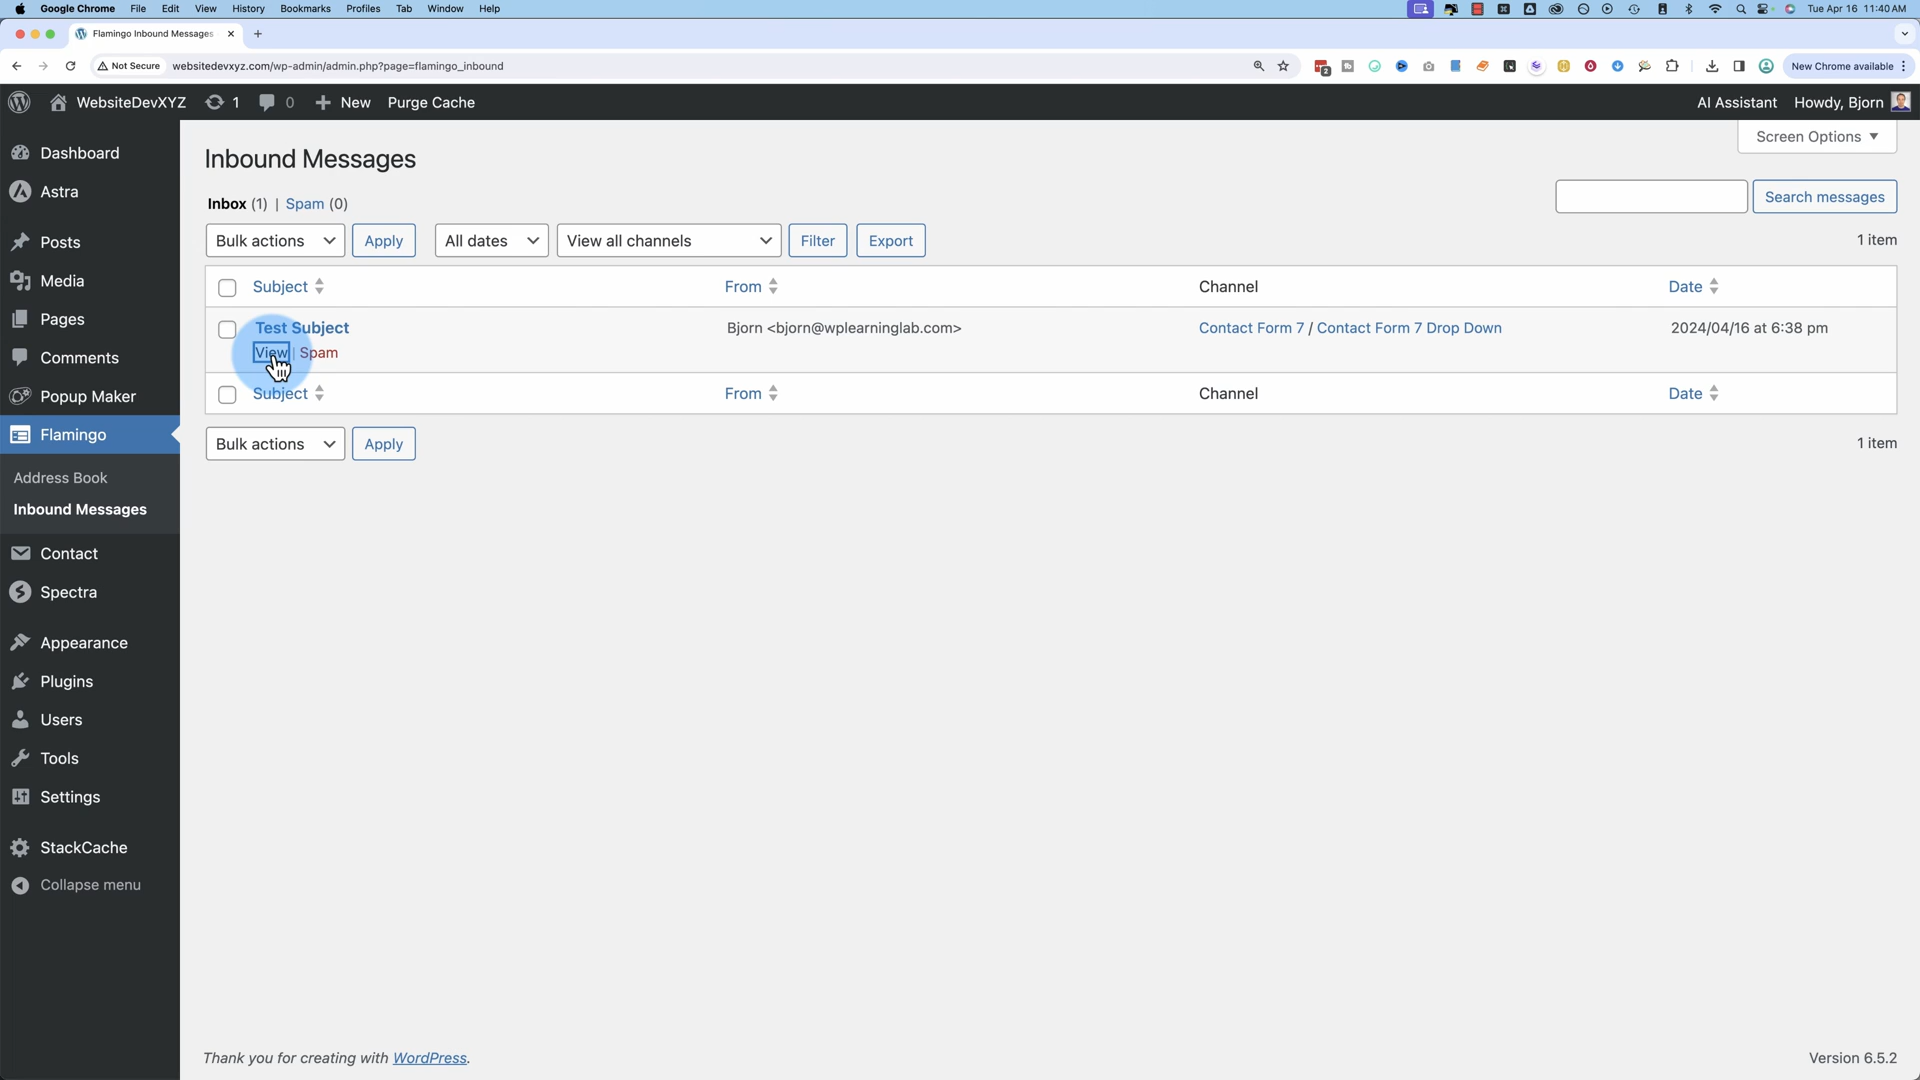 Google Chrome File Edit View History Bookmarks Profiles Tab Window Help Tue Apr 16 11:40 AM
Flamingo Inbound Messages
Not Secure websitedevxyz.com/wp-admin/admin.php?page=flamingo_inbound 2 New Chrome available
WebsiteDevXYZ 1 0 New Purge Cache AI Assistant Howdy, Bjorn
Screen Options
Dashboard
Astra
Posts
Media
Pages
Comments
Popup Maker
Flamingo
Address Book
Inbound Messages
Contact
Spectra
Appearance
Plugins
Users
Tools
Settings
StackCache
Collapse menu
Inbound Messages
Inbox (1) | Spam (0)
Search messages
Bulk actions Apply All dates View all channels Filter Export 1 item
Subject From Channel Date
Test Subject Bjorn <bjorn@wplearninglab.com> Contact Form 7 / Contact Form 7 Drop Down 2024/04/16 at 6:38 pm
View | Spam
Subject From Channel Date
Bulk actions Apply 1 item
Thank you for creating with WordPress. Version 6.5.2